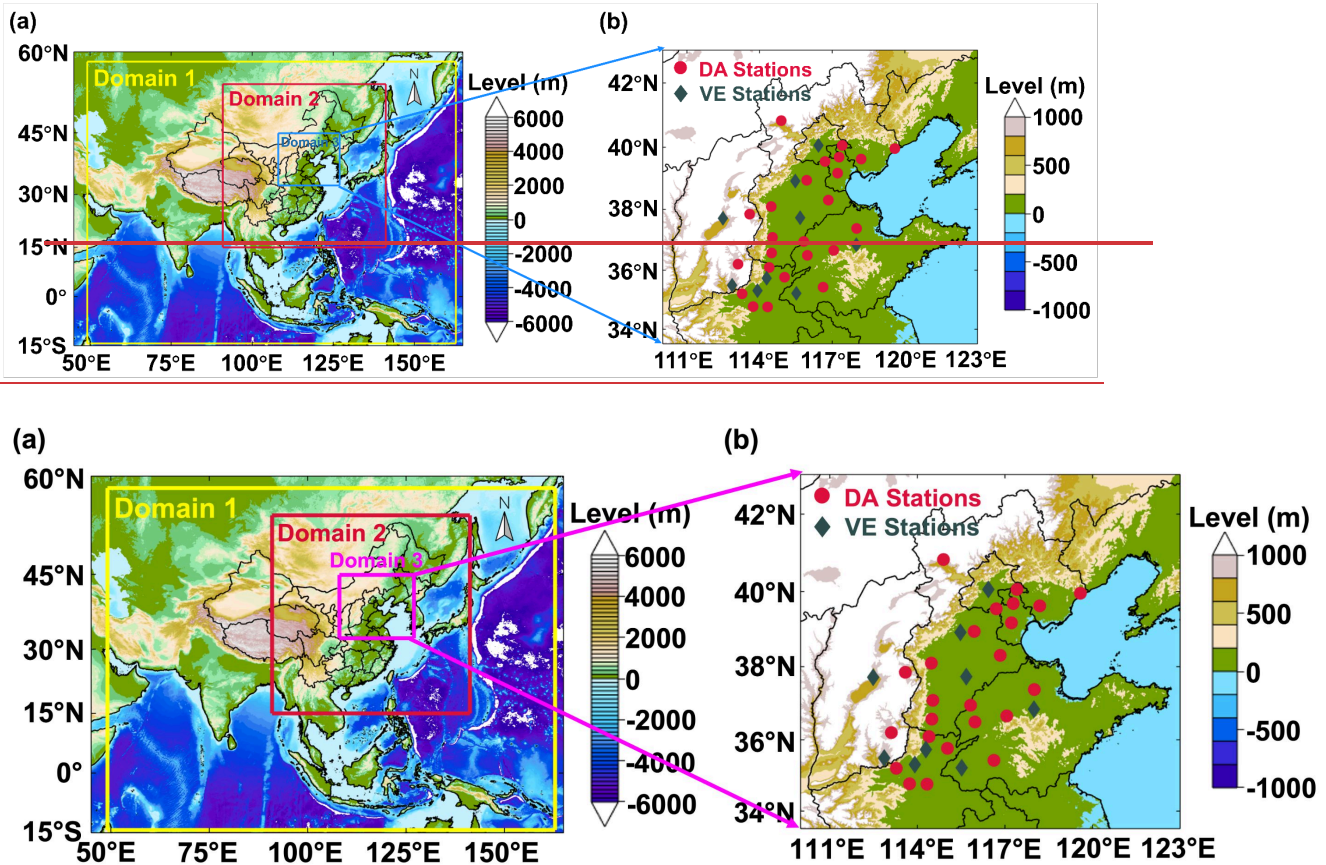 (a)
(b)
60°N
45°N
30°N
15°N
0°
15°S
50°E 75°E 100°E 125°E 150°E
Domain 1
Domain 2
Domain 3
N
Level (m)
6000
4000
2000
0
-2000
-4000
-6000
DA Stations
VE Stations
42°N
40°N
38°N
36°N
34°N
111°E 114°E 117°E 120°E 123°E
Level (m)
1000
500
0
-500
-1000
(a)
(b)
60°N
45°N
30°N
15°N
0°
15°S
50°E 75°E 100°E 125°E 150°E
Domain 1
Domain 2
Domain 3
N
Level (m)
6000
4000
2000
0
-2000
-4000
-6000
DA Stations
VE Stations
42°N
40°N
38°N
36°N
34°N
111°E 114°E 117°E 120°E 123°E
Level (m)
1000
500
0
-500
-1000